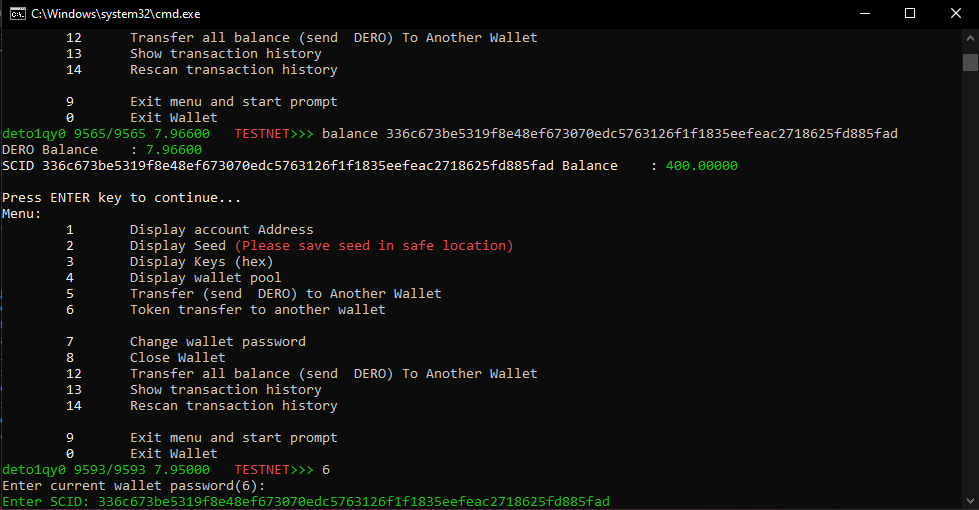 C:\Windows\system32\cmd.exe
12 Transfer all balance (send  DERO) To Another Wallet
13 Show transaction history
14 Rescan transaction history
9 Exit menu and start prompt
0 Exit Wallet
deto1qy0 9565/9565 7.96600   TESTNET>>> balance 336c673be5319f8e48ef673070edc5763126f1f1835eefeac2718625fd885fad
DERO Balance    : 7.96600
SCID 336c673be5319f8e48ef673070edc5763126f1f1835eefeac2718625fd885fad Balance    : 400.00000
Press ENTER key to continue...
Menu:
1 Display account Address
2 Display Seed (Please save seed in safe location)
3 Display Keys (hex)
4 Display wallet pool
5 Transfer (send  DERO) to Another Wallet
6 Token transfer to another wallet
7 Change wallet password
8 Close Wallet
12 Transfer all balance (send  DERO) To Another Wallet
13 Show transaction history
14 Rescan transaction history
9 Exit menu and start prompt
0 Exit Wallet
deto1qy0 9593/9593 7.95000   TESTNET>>> 6
Enter current wallet password(6):
Enter SCID: 336c673be5319f8e48ef673070edc5763126f1f1835eefeac2718625fd885fad